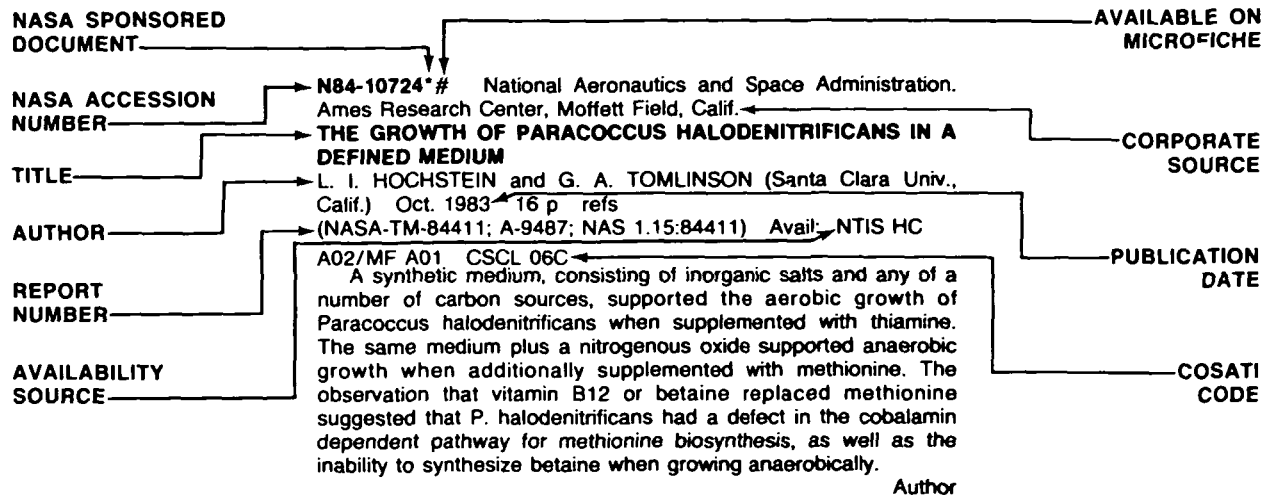 NASA SPONSORED
DOCUMENT
AVAILABLE ON
MICROFICHE
NASA ACCESSION
NUMBER
N84-10724*# National Aeronautics and Space Administration.
Ames Research Center, Moffett Field, Calif.
CORPORATE
SOURCE
TITLE
THE GROWTH OF PARACOCCUS HALODENITRIFICANS IN A
DEFINED MEDIUM
AUTHOR
L. I. HOCHSTEIN and G. A. TOMLINSON (Santa Clara Univ.,
Calif.) Oct. 1983 16 p refs
PUBLICATION
DATE
REPORT
NUMBER
(NASA-TM-84411; A-9487; NAS 1.15:84411) Avail: NTIS HC
A02/MF A01 CSCL 06C
AVAILABILITY
SOURCE
COSATI
CODE
A synthetic medium, consisting of inorganic salts and any of a
number of carbon sources, supported the aerobic growth of
Paracoccus halodenitrificans when supplemented with thiamine.
The same medium plus a nitrogenous oxide supported anaerobic
growth when additionally supplemented with methionine. The
observation that vitamin B12 or betaine replaced methionine
suggested that P. halodenitrificans had a defect in the cobalamin
dependent pathway for methionine biosynthesis, as well as the
inability to synthesize betaine when growing anaerobically.
Author